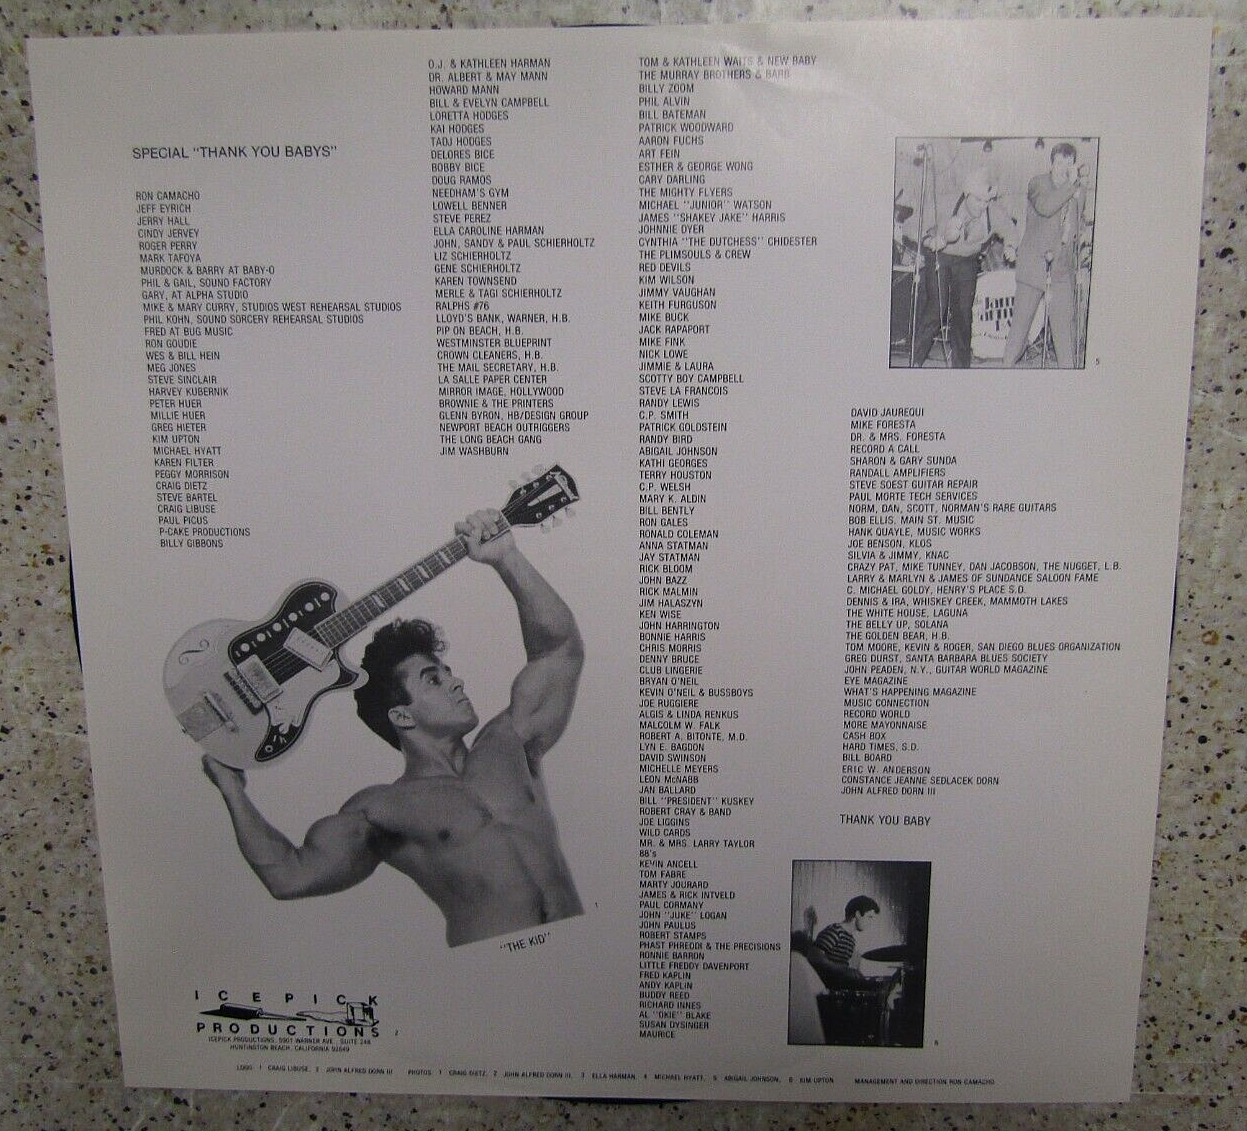 SPECIAL "THANK YOU BABYS"
RON CAMACHO
JEFF EYRICH
JERRY HALL
CINDY JERVEY
ROGER PERRY
MARK TAFOYA
MURDOCK & BARRY AT BABY-O
PHIL & GAIL, SOUND FACTORY
GARY, AT ALPHA STUDIO
MIKE & MARY CURRY, STUDIOS WEST REHEARSAL STUDIOS
PHIL KOHN, SOUND SORCERY REHEARSAL STUDIOS
FRED AT BUG MUSIC
RON GOUDIE
WES & BILL HEIN
MEG JONES
STEVE SINCLAIR
HARVEY KUBERNIK
PETER HUER
MILLIE HUER
GREG HIETER
KIM UPTON
MICHAEL HYATT
KAREN FILTER
PEGGY MORRISON
CRAIG DIETZ
STEVE BARTEL
CRAIG LIBUSE
PAUL PICUS
P-CAKE PRODUCTIONS
BILLY GIBBONS
O.J. & KATHLEEN HARMAN
DR. ALBERT & MAY MANN
HOWARD MANN
BILL & EVELYN CAMPBELL
LORETTA HODGES
KAI HODGES
TADJ HODGES
DELORES BICE
BOBBY BICE
DOUG RAMOS
NEEDHAM'S GYM
LOWELL BENNER
STEVE PEREZ
ELLA CAROLINE HARMAN
JOHN, SANDY & PAUL SCHIERHOLTZ
LIZ SCHIERHOLTZ
GENE SCHIERHOLTZ
KAREN TOWNSEND
MERLE & TAGI SCHIERHOLTZ
RALPHS #76
LLOYD'S BANK, WARNER, H.B.
PIP ON BEACH, H.B.
WESTMINSTER BLUEPRINT
CROWN CLEANERS, H.B.
THE MAIL SECRETARY, H.B.
LA SALLE PAPER CENTER
MIRROR IMAGE, HOLLYWOOD
BROWNIE & THE PRINTERS
GLENN BYRON, HB/DESIGN GROUP
NEWPORT BEACH OUTRIGGERS
THE LONG BEACH GANG
JIM WASHBURN
TOM & KATHLEEN WAITS & NEW BABY
THE MURRAY BROTHERS & BARB
BILLY ZOOM
PHIL ALVIN
BILL BATEMAN
PATRICK WOODWARD
AARON FUCHS
ART FEIN
ESTHER & GEORGE WONG
CARY DARLING
THE MIGHTY FLYERS
MICHAEL "JUNIOR" WATSON
JAMES "SHAKEY JAKE" HARRIS
JOHNNIE DYER
CYNTHIA "THE DUTCHESS" CHIDESTER
THE PLIMSOULS & CREW
RED DEVILS
KIM WILSON
JIMMY VAUGHAN
KEITH FURGUSON
MIKE BUCK
JACK RAPAPORT
MIKE FINK
NICK LOWE
JIMMIE & LAURA
SCOTTY BOY CAMPBELL
STEVE LA FRANCOIS
RANDY LEWIS
C.P. SMITH
PATRICK GOLDSTEIN
RANDY BIRD
ABIGAIL JOHNSON
KATHI GEORGES
TERRY HOUSTON
C.P. WELSH
MARY K. ALDIN
BILL BENTLY
RON GALES
RONALD COLEMAN
ANNA STATMAN
JAY STATMAN
RICK BLOOM
JOHN BAZZ
RICK MALMIN
JIM HALASZYN
KEN WISE
JOHN HARRINGTON
BONNIE HARRIS
CHRIS MORRIS
DENNY BRUCE
CLUB LINGERIE
BRYAN O'NEIL
KEVIN O'NEIL & BUSSBOYS
JOE RUGGIERE
ALGIS & LINDA RENKUS
MALCOLM W. FALK
ROBERT A. BITONTE, M.D.
LYN E. BAGDON
DAVID SWINSON
MICHELLE MEYERS
LEON McNABB
JAN BALLARD
BILL "PRESIDENT" KUSKEY
ROBERT CRAY & BAND
JOE LIGGINS
WILD CARDS
MR. & MRS. LARRY TAYLOR
88's
KEVIN ANCELL
TOM FABRE
MARTY JOURARD
JAMES & RICK INTVELD
PAUL CORMANY
JOHN "JUKE" LOGAN
JOHN PAULUS
ROBERT STAMPS
PHAST PHREDDI & THE PRECISIONS
RONNIE BARRON
LITTLE FREDDY DAVENPORT
FRED KAPLIN
ANDY KAPLIN
BUDDY REED
RICHARD INNES
AL "OKIE" BLAKE
SUSAN DYSINGER
MAURICE
5
DAVID JAUREQUI
MIKE FORESTA
DR. & MRS. FORESTA
RECORD A CALL
SHARON & GARY SUNDA
RANDALL AMPLIFIERS
STEVE SOEST GUITAR REPAIR
PAUL MORTE TECH SERVICES
NORM, DAN, SCOTT, NORMAN'S RARE GUITARS
BOB ELLIS, MAIN ST. MUSIC
HANK QUAYLE, MUSIC WORKS
JOE BENSON, KLOS
SILVIA & JIMMY, KNAC
CRAZY PAT, MIKE TUNNEY, DAN JACOBSON, THE NUGGET, L.B.
LARRY & MARLYN & JAMES OF SUNDANCE SALOON FAME
C. MICHAEL GOLDY, HENRY'S PLACE S.D.
DENNIS & IRA, WHISKEY CREEK, MAMMOTH LAKES
THE WHITE HOUSE, LAGUNA
THE BELLY UP, SOLANA
THE GOLDEN BEAR, H.B.
TOM MOORE, KEVIN & ROGER, SAN DIEGO BLUES ORGANIZATION
GREG DURST, SANTA BARBARA BLUES SOCIETY
JOHN PEADEN, N.Y., GUITAR WORLD MAGAZINE
EYE MAGAZINE
WHAT'S HAPPENING MAGAZINE
MUSIC CONNECTION
RECORD WORLD
MORE MAYONNAISE
CASH BOX
HARD TIMES, S.D.
BILL BOARD
ERIC W. ANDERSON
CONSTANCE JEANNE SEDLACEK DORN
JOHN ALFRED DORN III
THANK YOU BABY
1
"THE KID"
6
ICEPICK
PRODUCTIONS 2
ICEPICK PRODUCTIONS, 5901 WARNER AVE., SUITE 248
HUNTINGTON BEACH, CALIFORNIA 92649
LOGO: 1 CRAIG LIBUSE, 2 JOHN ALFRED DORN III PHOTOS: 1 CRAIG DIETZ, 2 JOHN ALFRED DORN III, 3 ELLA HARMAN, 4 MICHAEL HYATT, 5 ABIGAIL JOHNSON, 6 KIM UPTON MANAGEMENT AND DIRECTION RON CAMACHO